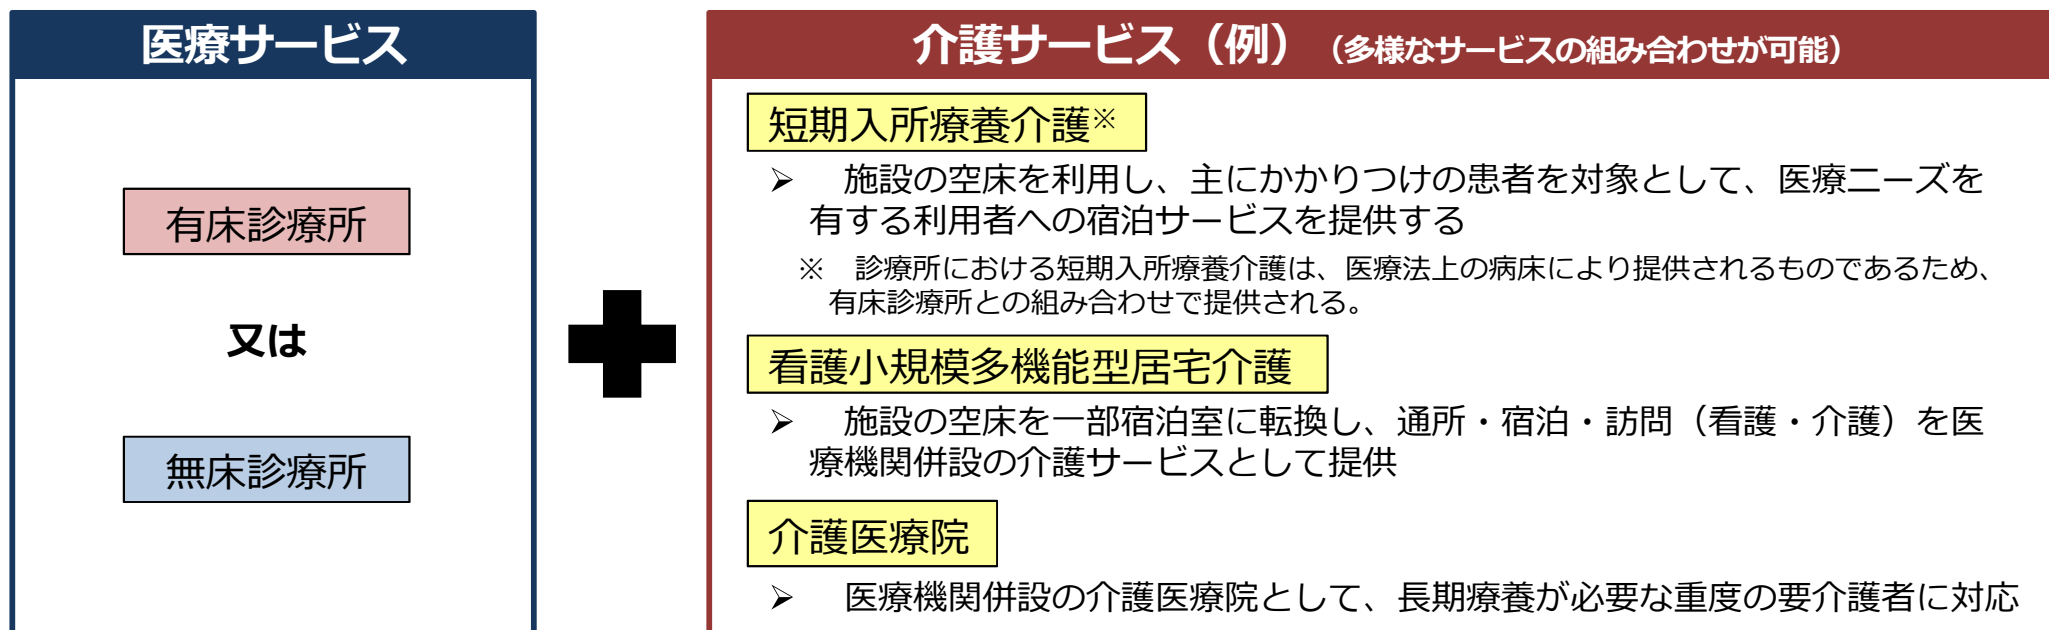 医療サービス
有床診療所
又は
無床診療所
介護サービス（例）（多様なサービスの組み合わせが可能）
短期入所療養介護※
➢ 施設の空床を利用し、主にかかりつけの患者を対象として、医療ニーズを
有する利用者への宿泊サービスを提供する
※ 診療所における短期入所療養介護は、医療法上の病床により提供されるものであるため、
有床診療所との組み合わせで提供される。
看護小規模多機能型居宅介護
➢ 施設の空床を一部宿泊室に転換し、通所・宿泊・訪問（看護・介護）を医
療機関併設の介護サービスとして提供
介護医療院
➢ 医療機関併設の介護医療院として、長期療養が必要な重度の要介護者に対応